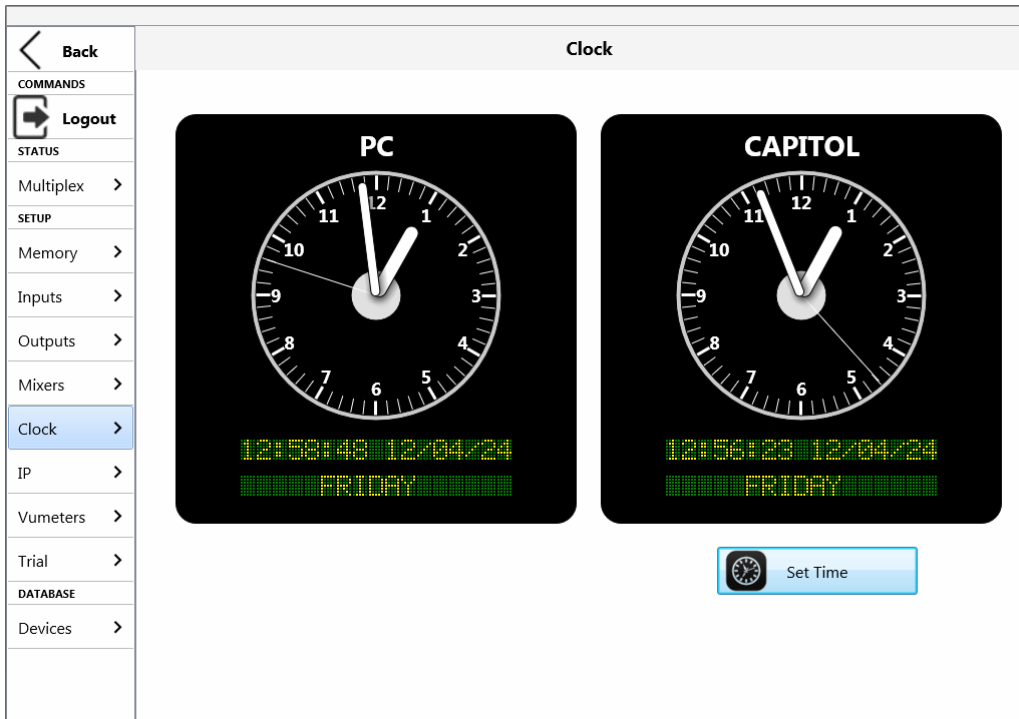 Back
Clock
COMMANDS
Logout
STATUS
Multiplex
SETUP
Memory
Inputs
Outputs
Mixers
Clock
IP
Vumeters
Trial
DATABASE
Devices
PC
12
1
2
3
4
5
6
7
8
9
10
11
12:58:48 12/04/24
FRIDAY
CAPITOL
12
1
2
3
4
5
6
7
8
9
10
11
12:56:23 12/04/24
FRIDAY
Set Time